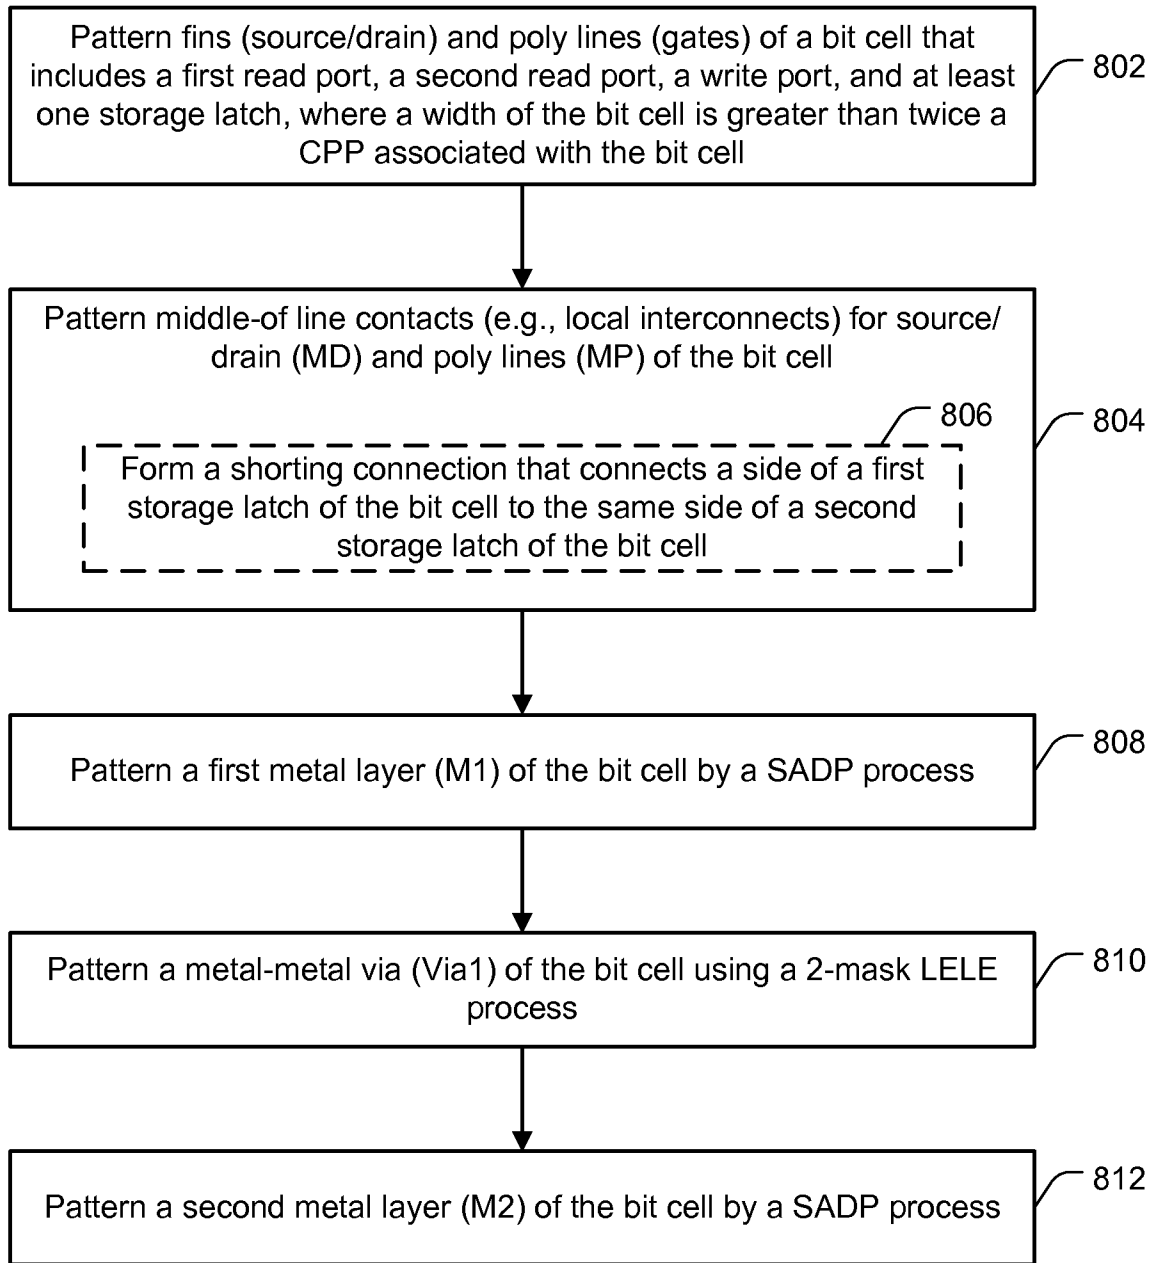 Pattern fins (source/drain) and poly lines (gates) of a bit cell that
includes a first read port, a second read port, a write port, and at least
one storage latch, where a width of the bit cell is greater than twice a
CPP associated with the bit cell
802
Pattern middle-of line contacts (e.g., local interconnects) for source/
drain (MD) and poly lines (MP) of the bit cell
804
806
Form a shorting connection that connects a side of a first
storage latch of the bit cell to the same side of a second
storage latch of the bit cell
Pattern a first metal layer (M1) of the bit cell by a SADP process
808
Pattern a metal-metal via (Via1) of the bit cell using a 2-mask LELE
process
810
Pattern a second metal layer (M2) of the bit cell by a SADP process
812